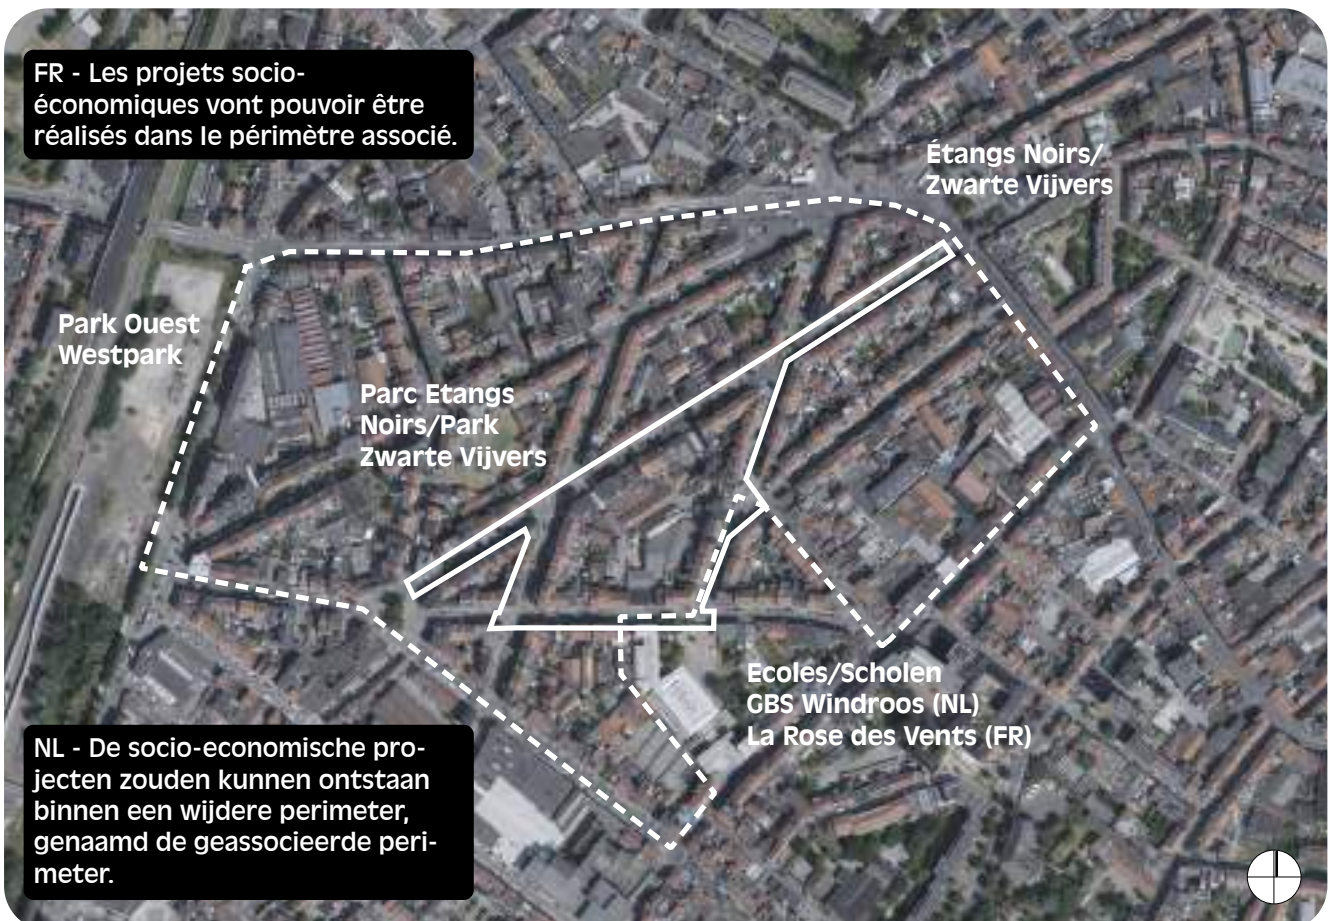 FR - Les projets socio-
économiques vont pouvoir être
réalisés dans le périmètre associé.
Étangs Noirs/
Zwarte Vijvers
Park Ouest
Westpark
Parc Etangs
Noirs/Park
Zwarte Vijvers
Ecoles/Scholen
GBS Windroos (NL)
La Rose des Vents (FR)
NL - De socio-economische pro-
jecten zouden kunnen ontstaan
binnen een wijdere perimeter,
genaamd de geassocieerde peri-
meter.